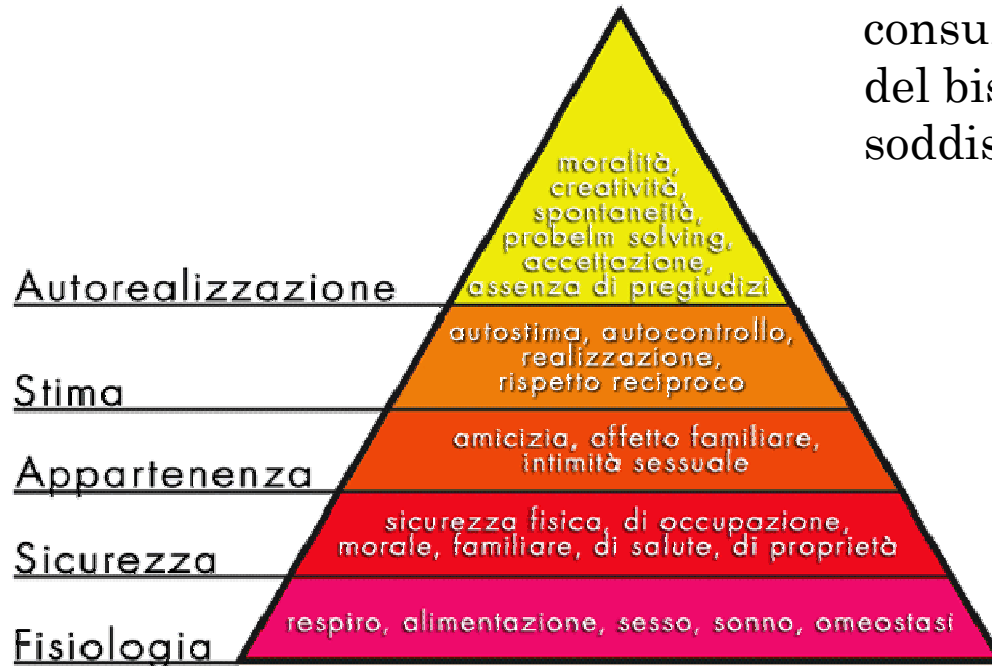 consu
del bis
soddis
moralità,
creatività,
spontaneità,
probelm solving,
accettazione,
assenza di pregiudizi
Autorealizzazione
autostima, autocontrollo,
realizzazione,
rispetto reciproco
Stima
amicizia, affetto familiare,
intimità sessuale
Appartenenza
sicurezza fisica, di occupazione,
morale, familiare, di salute, di proprietà
Sicurezza
respiro, alimentazione, sesso, sonno, omeostasi
Fisiologia